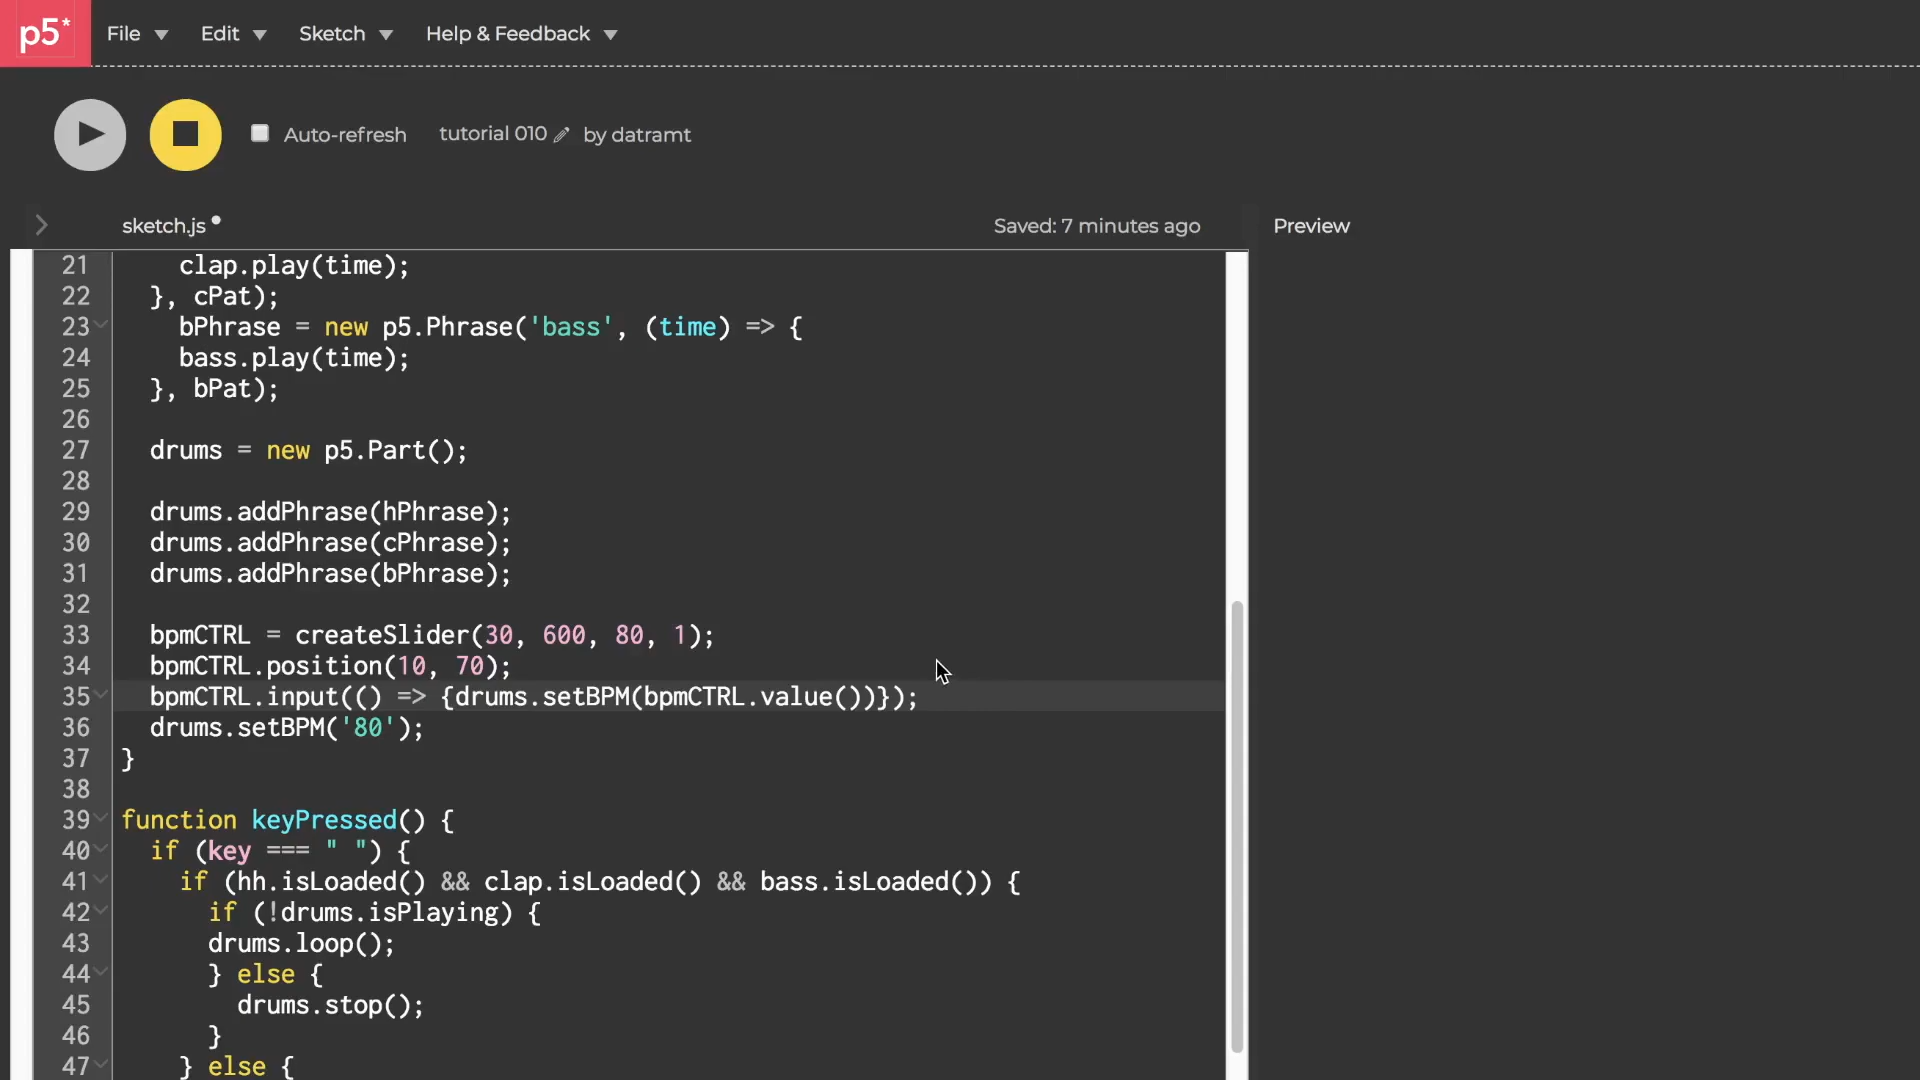 p5* File Edit Sketch Help & Feedback
Auto-refresh tutorial 010 by datramt
sketch.js Saved: 7 minutes ago Preview
21 clap.play(time);
22 }, cPat);
23 bPhrase = new p5.Phrase('bass', (time) => {
24 bass.play(time);
25 }, bPat);
26
27 drums = new p5.Part();
28
29 drums.addPhrase(hPhrase);
30 drums.addPhrase(cPhrase);
31 drums.addPhrase(bPhrase);
32
33 bpmCTRL = createSlider(30, 600, 80, 1);
34 bpmCTRL.position(10, 70);
35 bpmCTRL.input(() => {drums.setBPM(bpmCTRL.value())});
36 drums.setBPM('80');
37 }
38
39 function keyPressed() {
40 if (key === " ") {
41 if (hh.isLoaded() && clap.isLoaded() && bass.isLoaded()) {
42 if (!drums.isPlaying) {
43 drums.loop();
44 } else {
45 drums.stop();
46 }
47 } else {